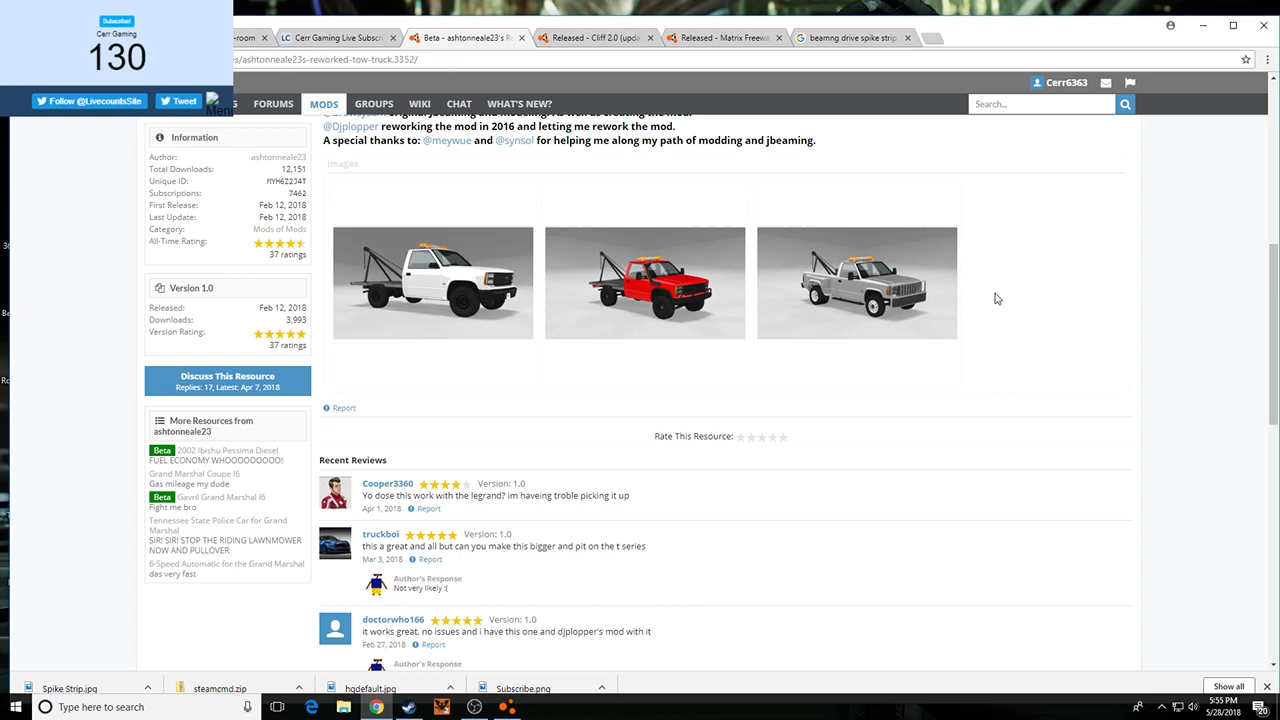 Subscribe!
Cerr Gaming
130
Follow @LivecountsSite
Tweet
-room
Cerr Gaming Live Subscri
Beta - ashtonneale23's Re
Released - Cliff 2.0 (upda
Released - Matrix Freewa
beamng drive spike strip
es/ashtonneale23s-reworked-tow-truck.3352/
Cerr6363
FORUMS
MODS
GROUPS
WIKI
CHAT
WHAT'S NEW?
Search...
@Djplopper reworking the mod in 2016 and letting me rework the mod.
A special thanks to: @meywue and @synsol for helping me along my path of modding and jbeaming.
Images
Information
Author: ashtonneale23
Total Downloads: 12,151
Unique ID: MYH6Z234T
Subscriptions: 7462
First Release: Feb 12, 2018
Last Update: Feb 12, 2018
Category: Mods of Mods
All-Time Rating:
37 ratings
Version 1.0
Released: Feb 12, 2018
Downloads: 3,993
Version Rating:
37 ratings
Discuss This Resource
Replies: 17, Latest: Apr 7, 2018
More Resources from
ashtonneale23
Beta 2002 Ibishu Pessima Diesel
FUEL ECONOMY WHOOOOOOOOO!
Grand Marshal Coupe I6
Gas mileage my dude
Beta Gavril Grand Marshal I6
Fight me bro
Tennessee State Police Car for Grand
Marshal
SIR! SIR! STOP THE RIDING LAWNMOWER
NOW AND PULLOVER
6-Speed Automatic for the Grand Marshal
das very fast
Report
Rate This Resource:
Recent Reviews
Cooper3360 Version: 1.0
Yo dose this work with the legrand? im haveing troble picking it up
Apr 1, 2018 Report
truckboi Version: 1.0
this a great and all but can you make this bigger and pit on the t series
Mar 3, 2018 Report
Author's Response
Not very likely :(
doctorwho166 Version: 1.0
it works great, no issues and i have this one and djplopper's mod with it
Feb 27, 2018 Report
Author's Response
Spike Strip.jpg
steamcmd.zip
hqdefault.jpg
Subscribe.png
Show all
Type here to search
5:55 PM
5/28/2018
20